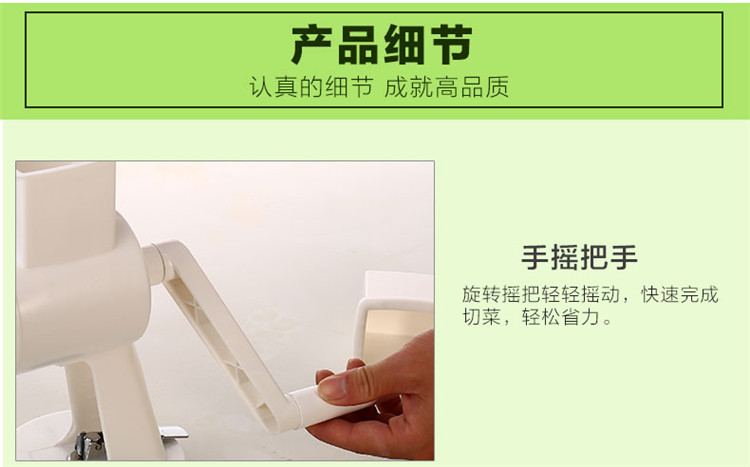 产品细节
认真的细节 成就高品质
手摇把手
旋转摇把轻轻摇动，快速完成
切菜，轻松省力。